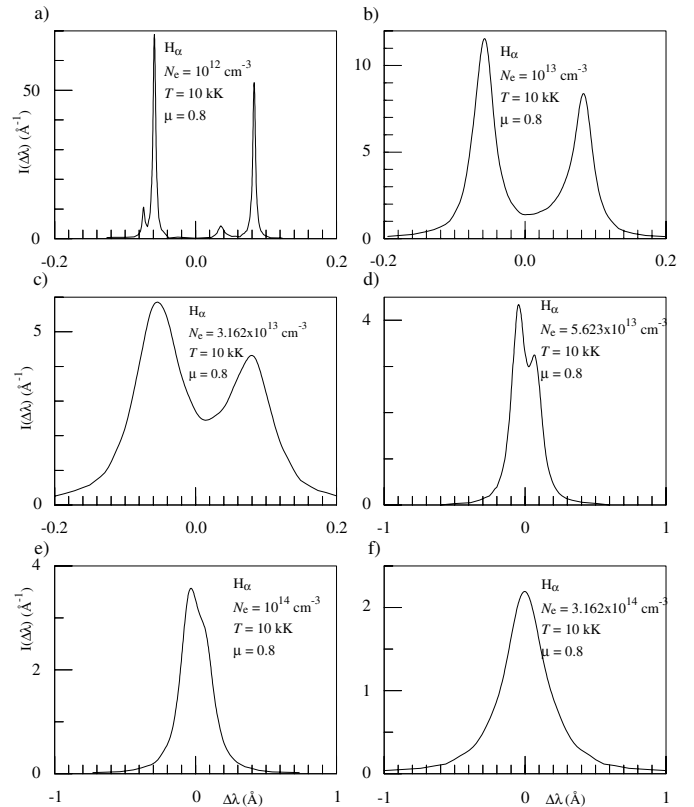 a)
I(Δλ) (Å⁻¹)
50
0
-0.2
0.0
0.2
Hα
Nₑ = 10¹² cm⁻³
T = 10 kK
μ = 0.8
b)
10
5
0
-0.2
0.0
0.2
Hα
Nₑ = 10¹³ cm⁻³
T = 10 kK
μ = 0.8
c)
I(Δλ) (Å⁻¹)
5
0
-0.2
0.0
0.2
Hα
Nₑ = 3.162x10¹³ cm⁻³
T = 10 kK
μ = 0.8
d)
4
0
-1
0
1
Hα
Nₑ = 5.623x10¹³ cm⁻³
T = 10 kK
μ = 0.8
e)
I(Δλ) (Å⁻¹)
4
2
0
-1
0
1
Δλ (Å)
Hα
Nₑ = 10¹⁴ cm⁻³
T = 10 kK
μ = 0.8
f)
2
1
0
-1
0
1
Δλ (Å)
Hα
Nₑ = 3.162x10¹⁴ cm⁻³
T = 10 kK
μ = 0.8